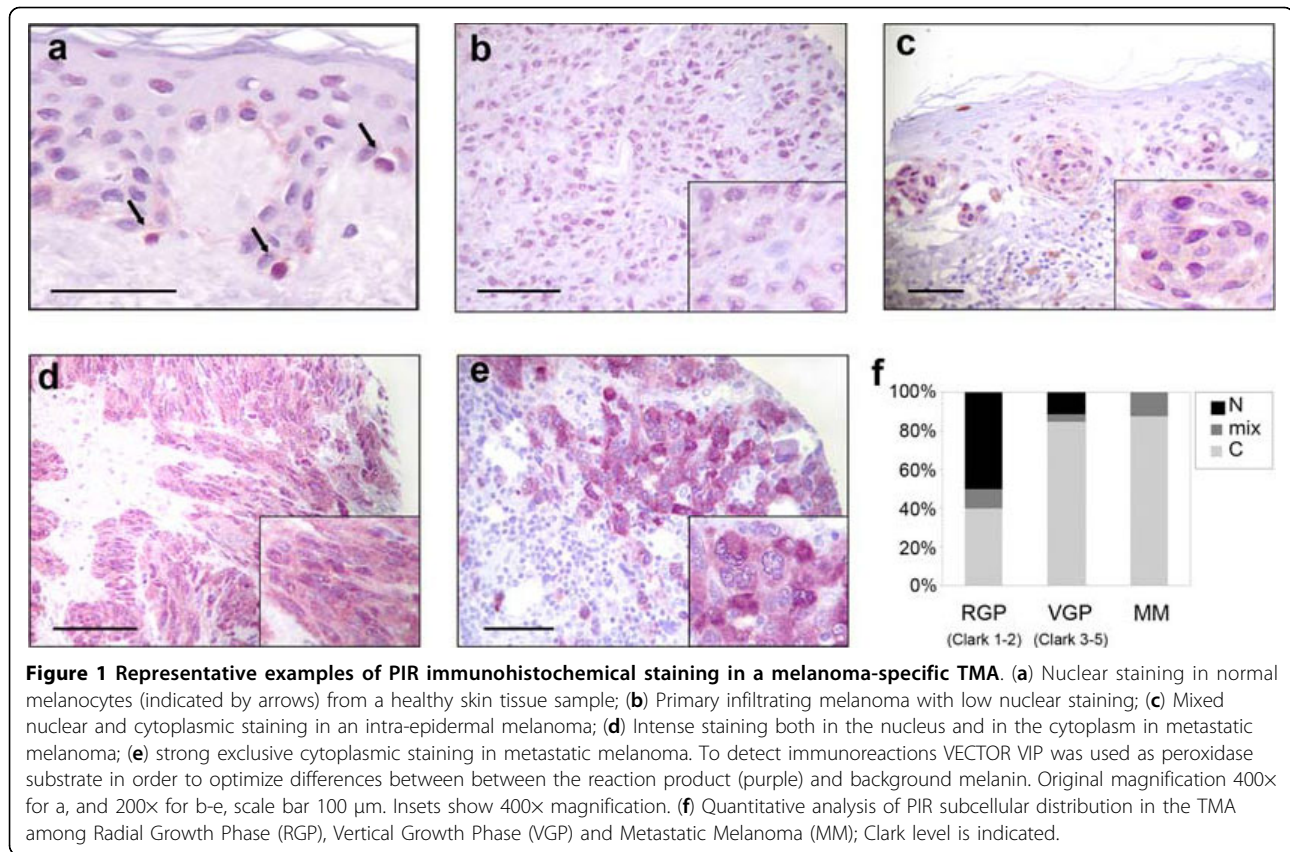 a
b
c
d
e
f
100%
80%
60%
40%
20%
0%
N
mix
C
RGP
(Clark 1-2)
VGP
(Clark 3-5)
MM
Figure 1 Representative examples of PIR immunohistochemical staining in a melanoma-specific TMA. (a) Nuclear staining in normal
melanocytes (indicated by arrows) from a healthy skin tissue sample; (b) Primary infiltrating melanoma with low nuclear staining; (c) Mixed
nuclear and cytoplasmic staining in an intra-epidermal melanoma; (d) Intense staining both in the nucleus and in the cytoplasm in metastatic
melanoma; (e) strong exclusive cytoplasmic staining in metastatic melanoma. To detect immunoreactions VECTOR VIP was used as peroxidase
substrate in order to optimize differences between between the reaction product (purple) and background melanin. Original magnification 400×
for a, and 200× for b-e, scale bar 100 μm. Insets show 400× magnification. (f) Quantitative analysis of PIR subcellular distribution in the TMA
among Radial Growth Phase (RGP), Vertical Growth Phase (VGP) and Metastatic Melanoma (MM); Clark level is indicated.